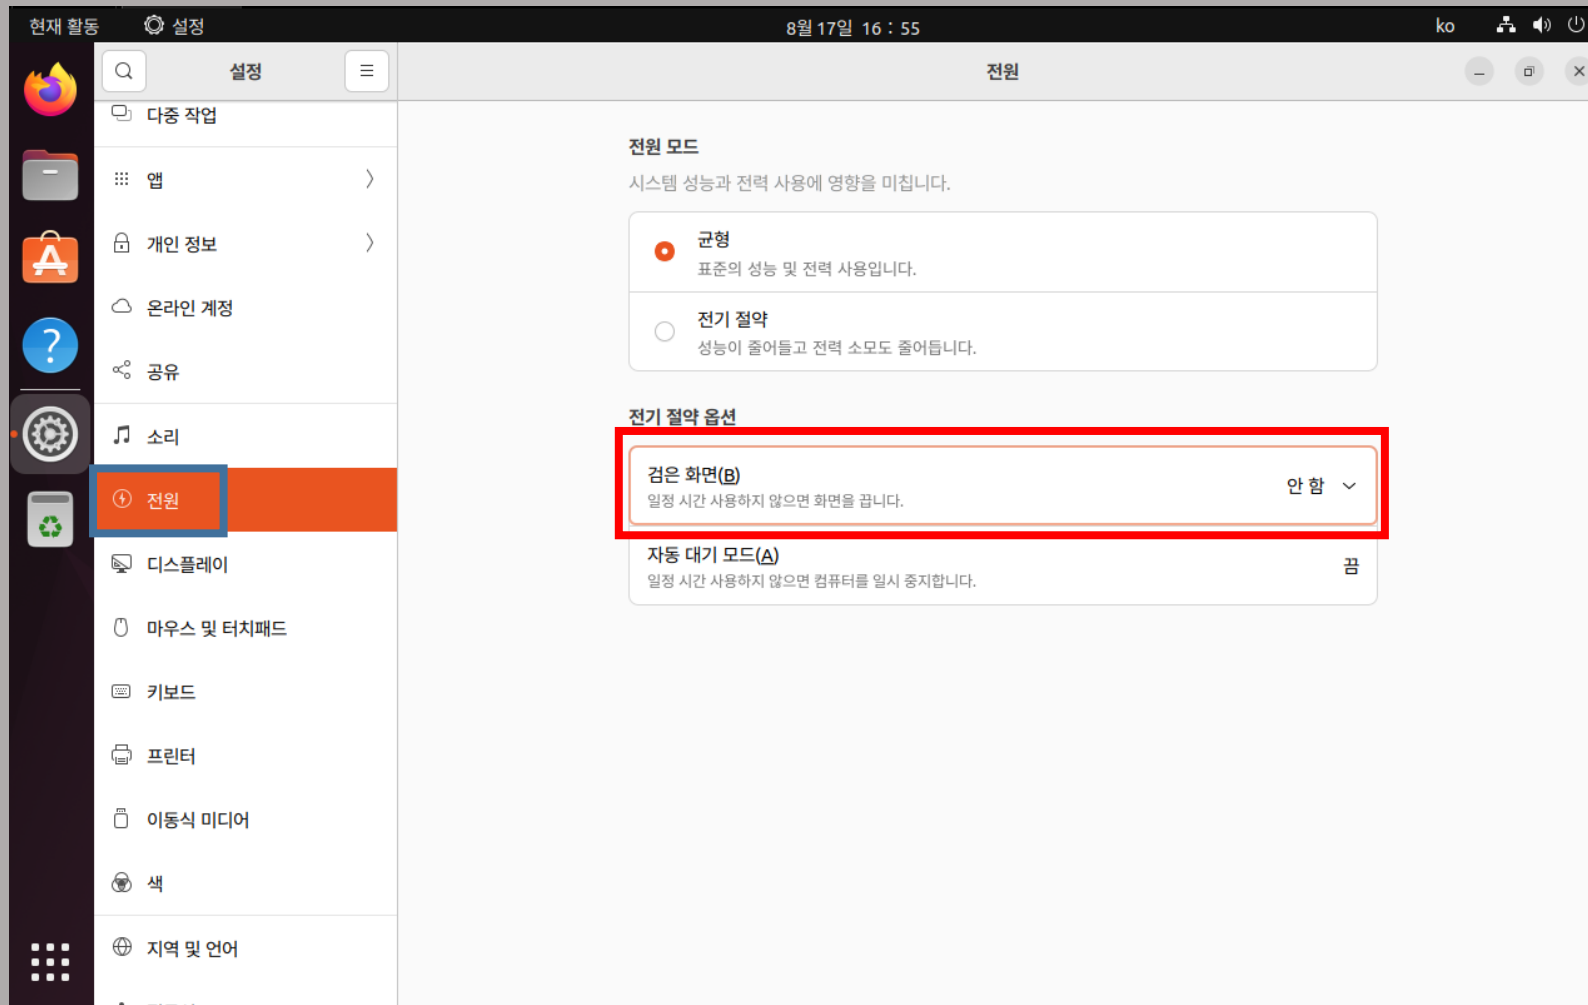 현재 활동
설정
8월 17일 16 : 55
ko
설정
전원
다중 작업
앱
개인 정보
온라인 계정
공유
소리
전원
디스플레이
마우스 및 터치패드
키보드
프린터
이동식 미디어
색
지역 및 언어
전원 모드
시스템 성능과 전력 사용에 영향을 미칩니다.
균형
표준의 성능 및 전력 사용입니다.
전기 절약
성능이 줄어들고 전력 소모도 줄어듭니다.
전기 절약 옵션
검은 화면(B)
안 함
일정 시간 사용하지 않으면 화면을 끕니다.
자동 대기 모드(A)
끔
일정 시간 사용하지 않으면 컴퓨터를 일시 중지합니다.